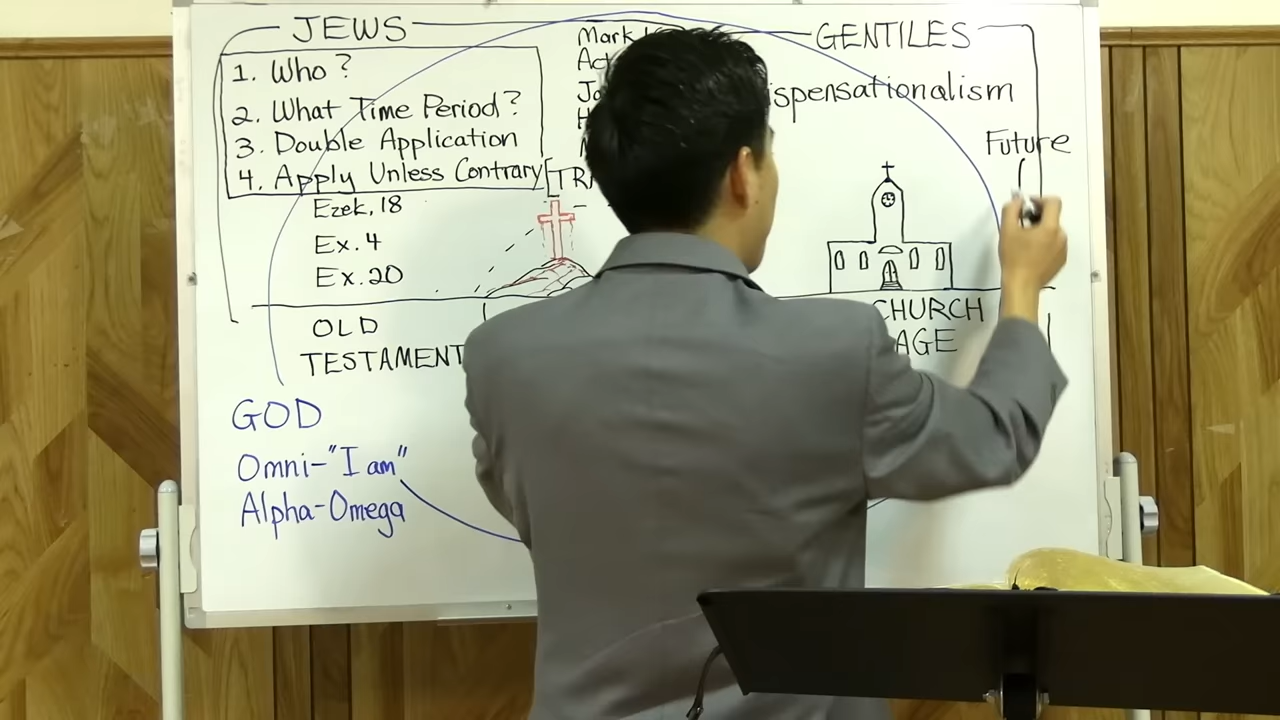 JEWS
GENTILES
1. Who?
2. What Time Period?
3. Double Application
4. Apply Unless Contrary
Mark
ispensationalism
Future
Ezek. 18
Ex. 4
Ex. 20
OLD
TESTAMENT
CHURCH
AGE
GOD
Omni-"I am"
Alpha-Omega